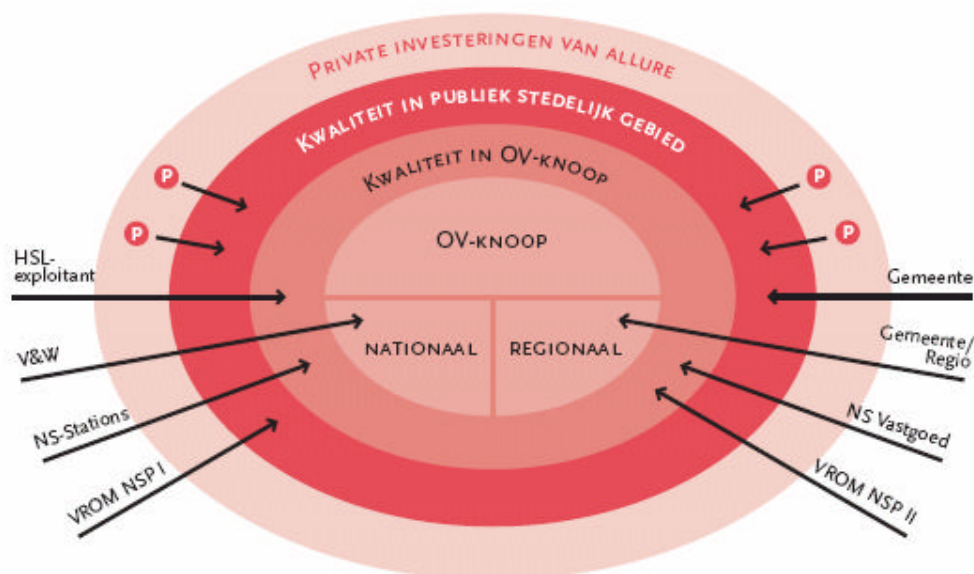 PRIVATE INVESTERINGEN VAN ALLURE
KWALITEIT IN PUBLIEK STEDELIJK GEBIED
KWALITEIT IN OV-KNOOP
OV-KNOOP
NATIONAAL
REGIONAAL
P
P
HSL-
exploitant
V&W
NS-Stations
VROM NSP I
P
P
Gemeente
Gemeente/
Regio
NS Vastgoed
VROM NSP II